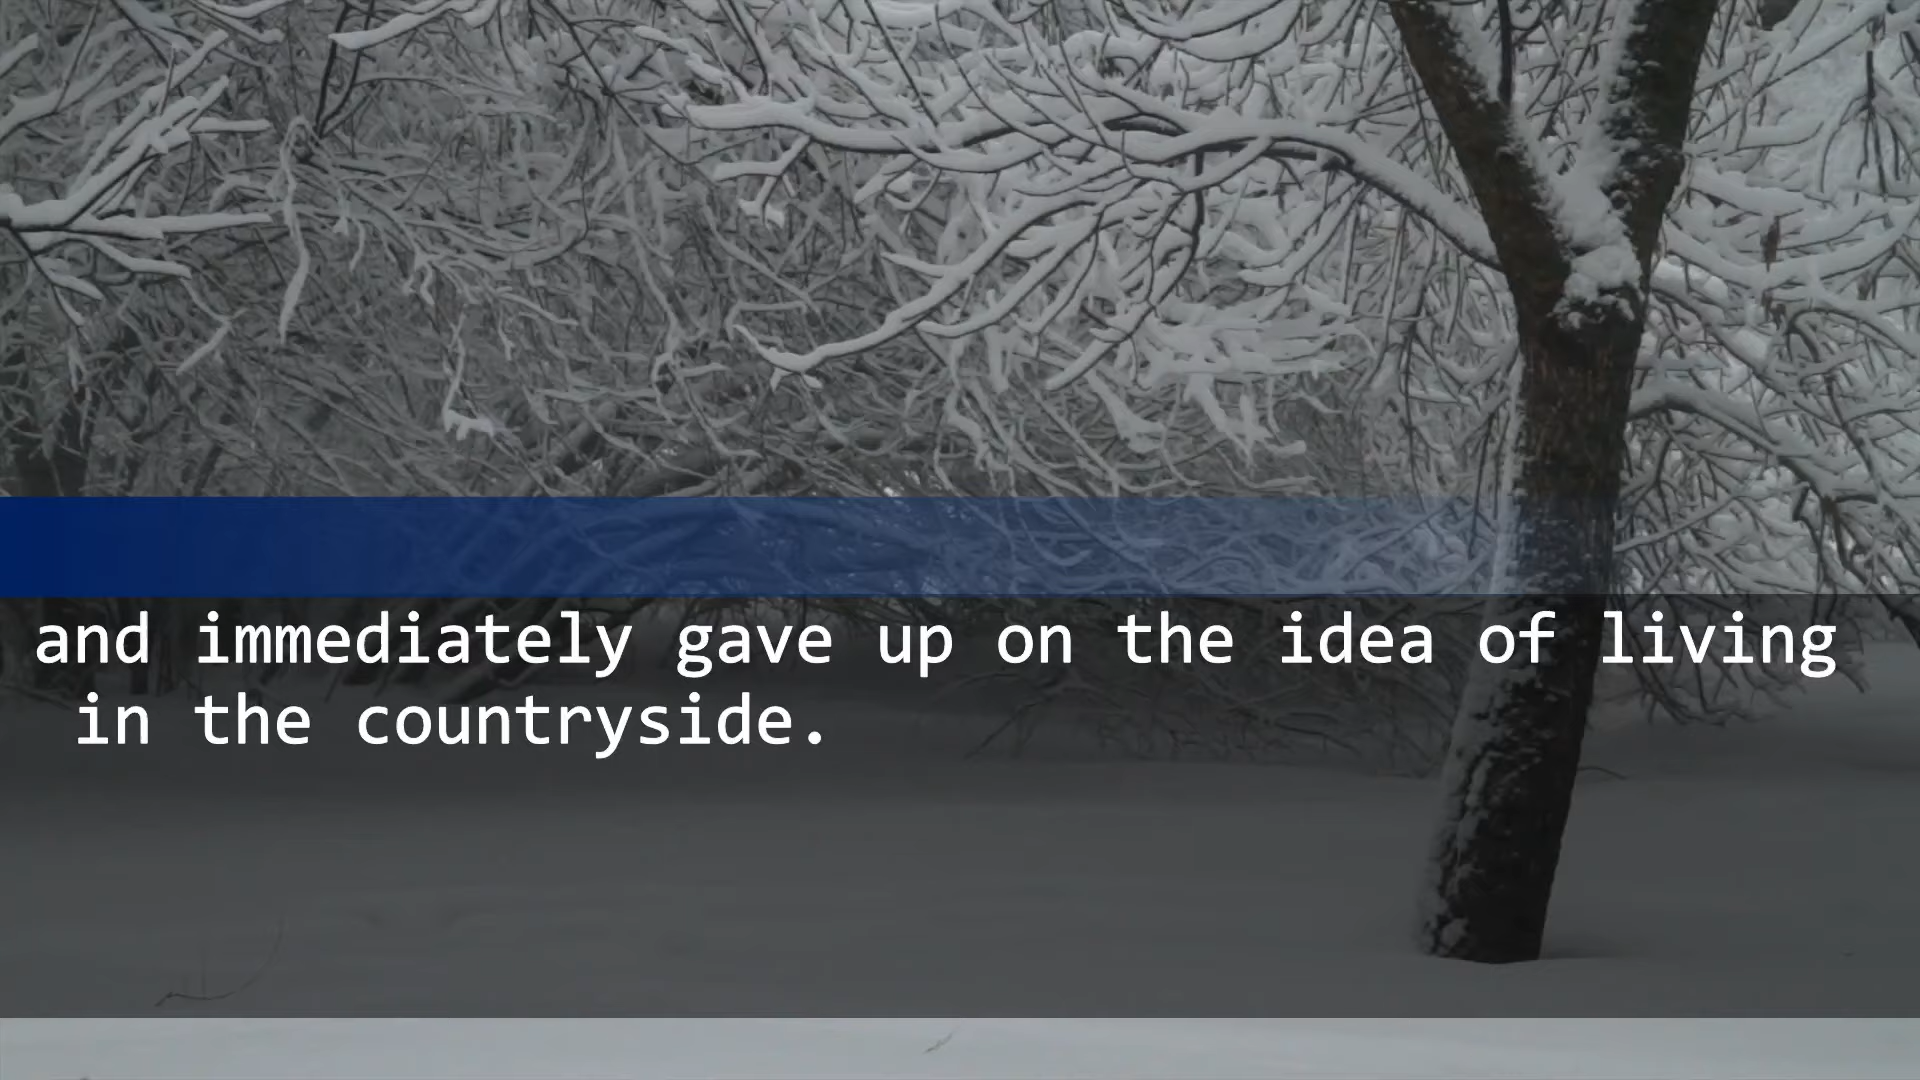 and immediately gave up on the idea of living
in the countryside.